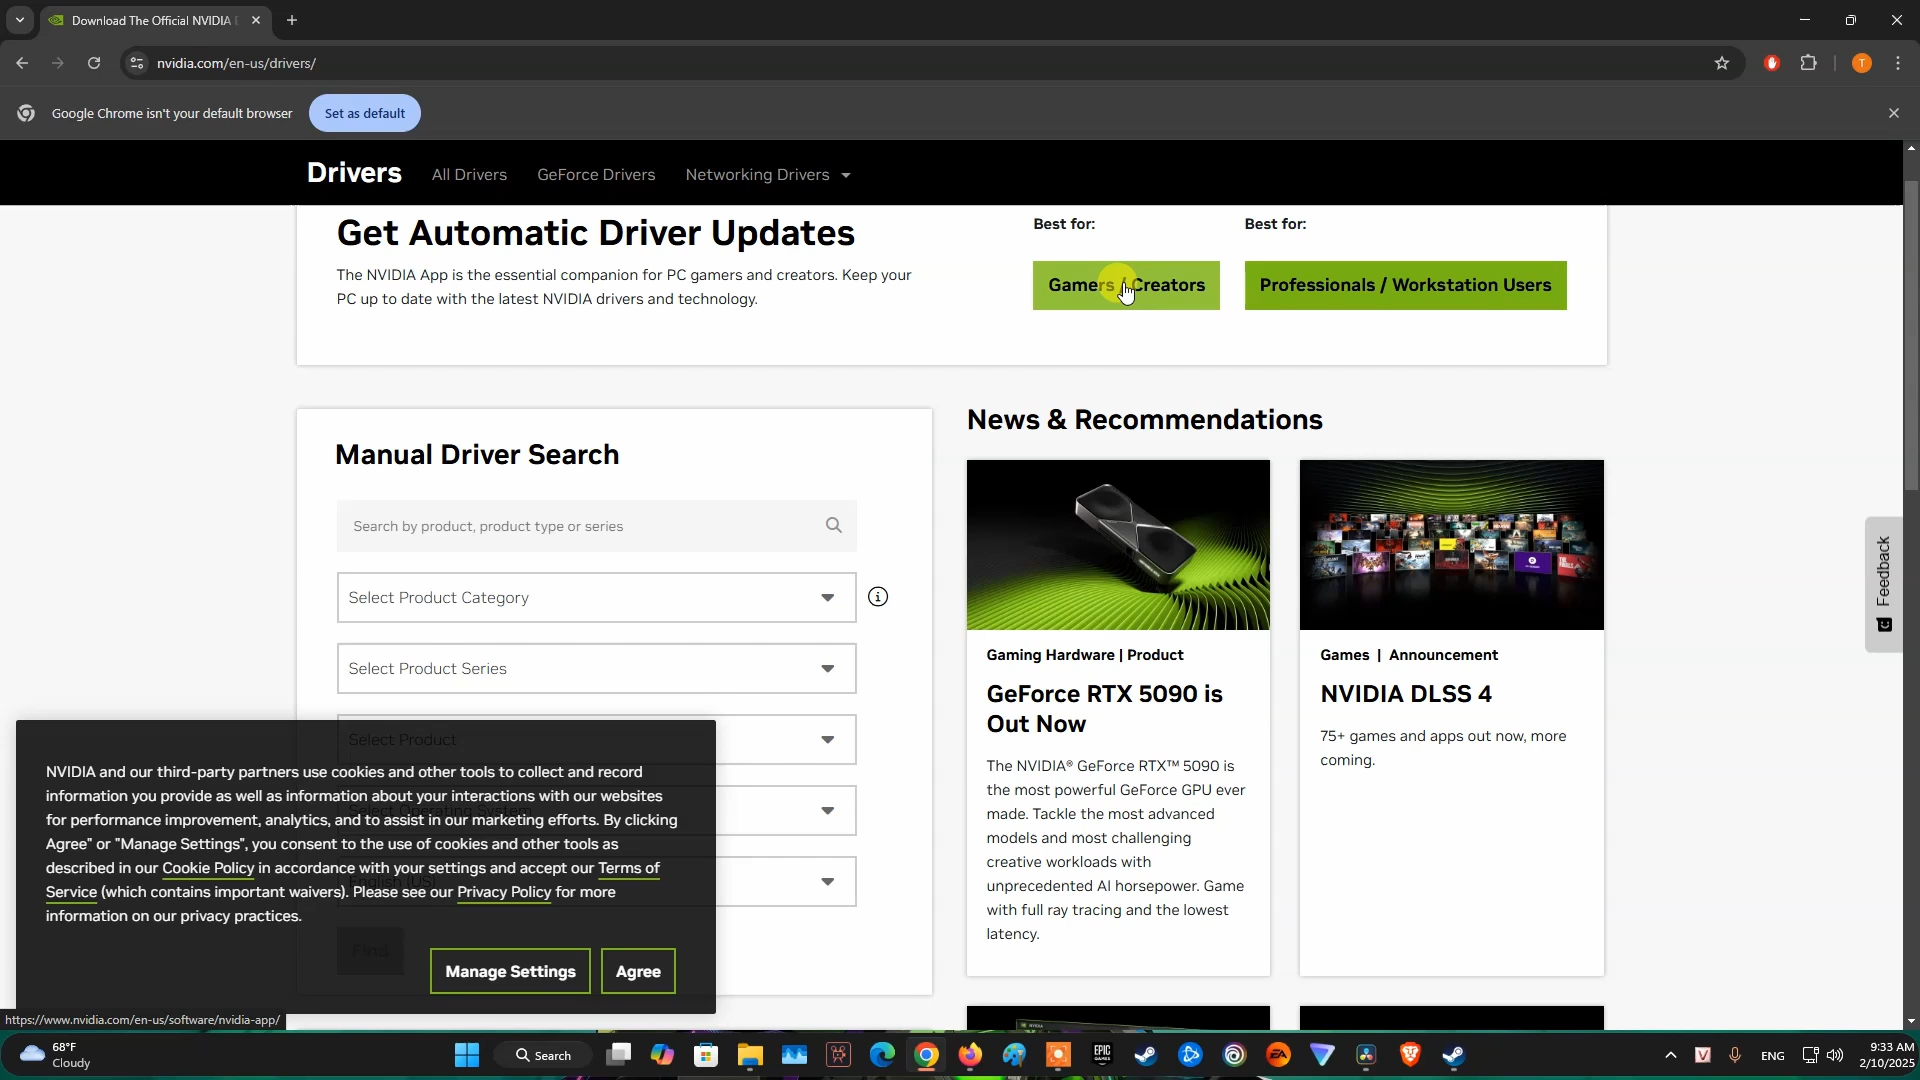 Download The Official NVIDIA
nvidia.com/en-us/drivers/
T
Google Chrome isn't your default browser
Set as default
Drivers
All Drivers
GeForce Drivers
Networking Drivers
Get Automatic Driver Updates
The NVIDIA App is the essential companion for PC gamers and creators. Keep your
PC up to date with the latest NVIDIA drivers and technology.
Best for:
Gamers / Creators
Best for:
Professionals / Workstation Users
Manual Driver Search
Search by product, product type or series
Select Product Category
Select Product Series
Select Product
Select Operating System
English (US)
Find
NVIDIA and our third-party partners use cookies and other tools to collect and record
information you provide as well as information about your interactions with our websites
for performance improvement, analytics, and to assist in our marketing efforts. By clicking
Agree" or "Manage Settings", you consent to the use of cookies and other tools as
described in our Cookie Policy in accordance with your settings and accept our Terms of
Service (which contains important waivers). Please see our Privacy Policy for more
information on our privacy practices.
Manage Settings
Agree
News & Recommendations
Gaming Hardware | Product
GeForce RTX 5090 is
Out Now
The NVIDIA® GeForce RTX™ 5090 is
the most powerful GeForce GPU ever
made. Tackle the most advanced
models and most challenging
creative workloads with
unprecedented AI horsepower. Game
with full ray tracing and the lowest
latency.
Games | Announcement
NVIDIA DLSS 4
75+ games and apps out now, more
coming.
Feedback
https://www.nvidia.com/en-us/software/nvidia-app/
68°F
Cloudy
Search
EPIC
GAMES
EA
V
ENG
9:33 AM
2/10/2025